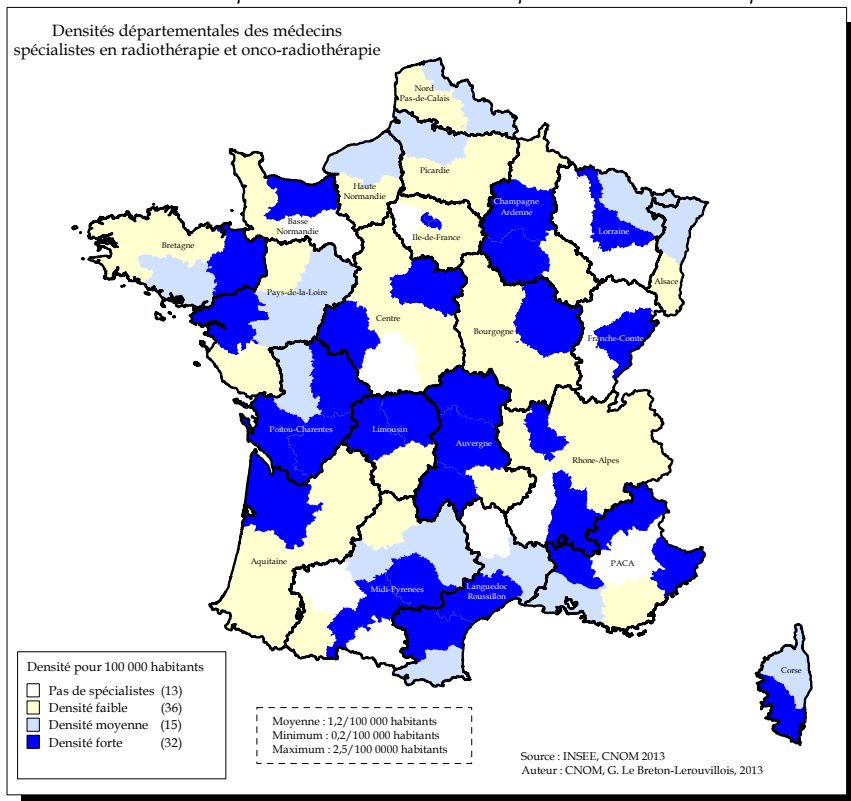 Densités départementales des médecins
spécialistes en radiothérapie et onco-radiothérapie
Nord
Pas-de-Calais
Picardie
Haute
Normandie
Basse
Normandie
Ile-de-France
Champagne
Ardenne
Lorraine
Alsace
Bretagne
Pays-de-la-Loire
Centre
Bourgogne
Franche-Comte
Poitou-Charentes
Limousin
Auvergne
Rhone-Alpes
Aquitaine
Midi-Pyrenees
Languedoc
Roussillon
PACA
Corse
Densité pour 100 000 habitants
Pas de spécialistes (13)
Densité faible (36)
Densité moyenne (15)
Densité forte (32)
Moyenne : 1,2/100 000 habitants
Minimum : 0,2/100 000 habitants
Maximum : 2,5/100 0000 habitants
Source : INSEE, CNOM 2013
Auteur : CNOM, G. Le Breton-Lerouvillois, 2013